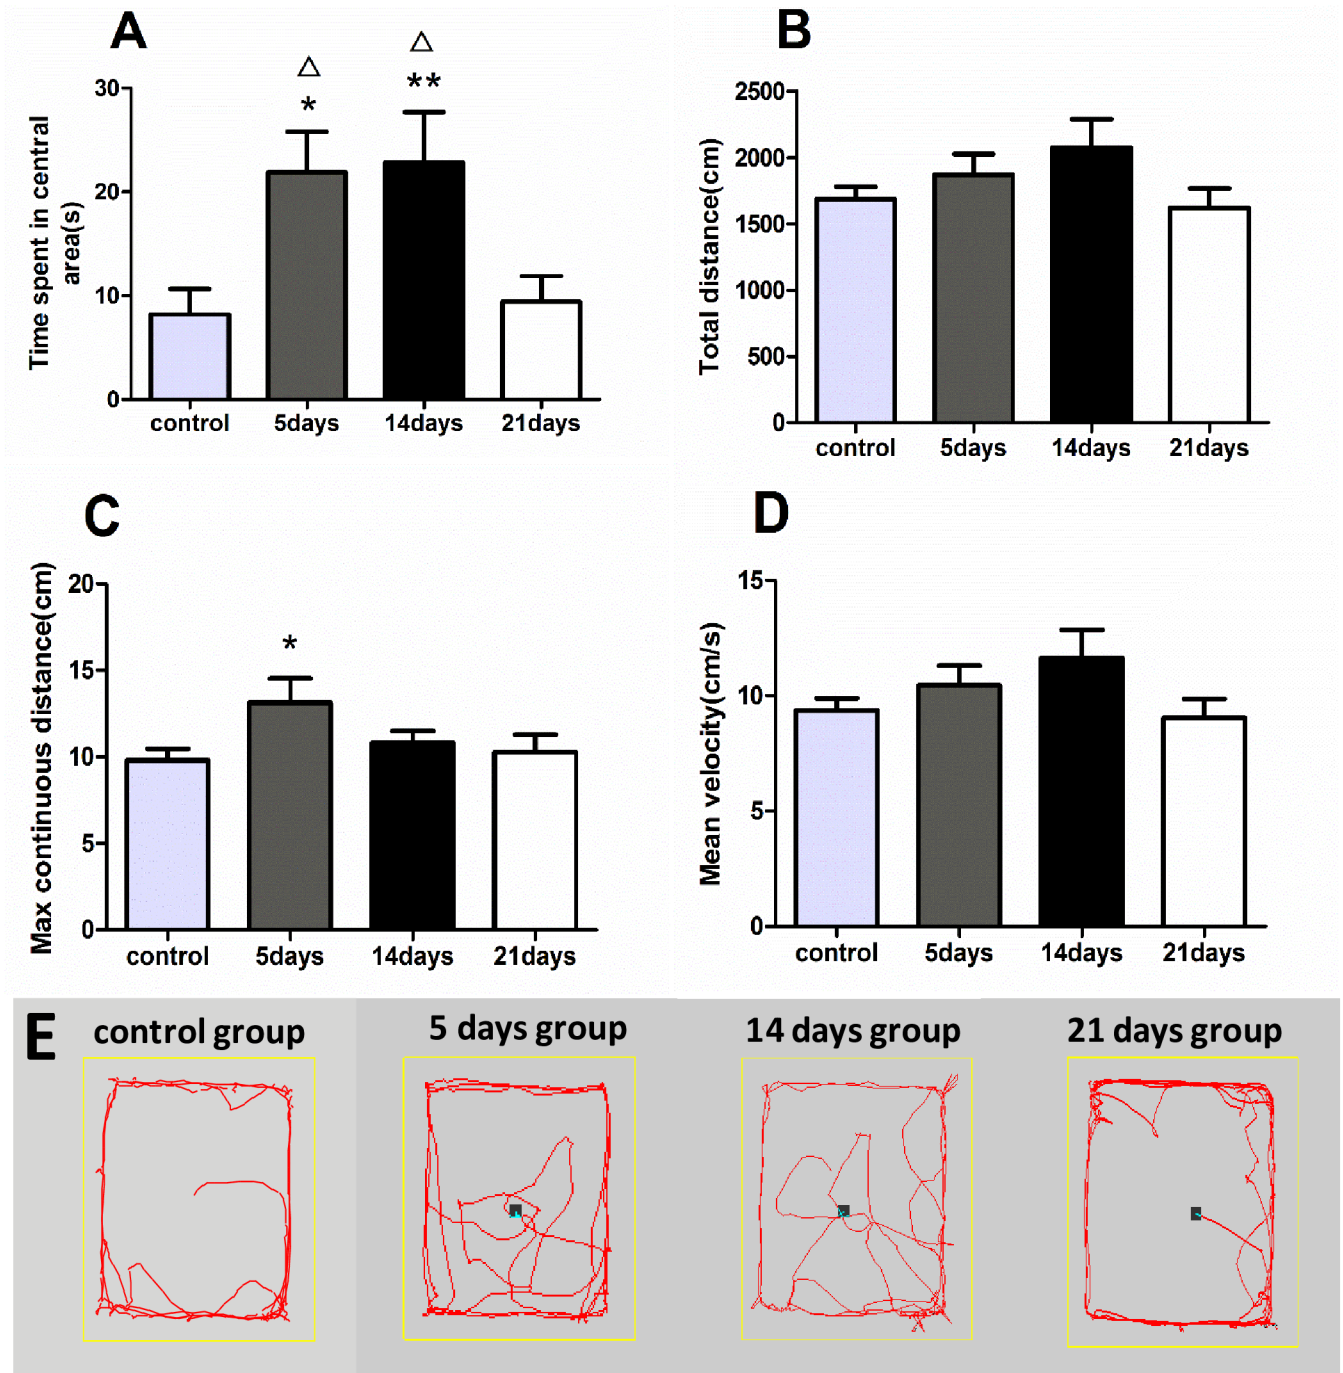 A
△
△
*
**
30
20
10
0
Time spent in central
area(s)
control 5days 14days 21days
B
2500
2000
1500
1000
500
0
Total distance(cm)
control 5days 14days 21days
C
20
15
10
5
0
Max continuous distance(cm)
*
control 5days 14days 21days
D
15
10
5
0
Mean velocity(cm/s)
control 5days 14days 21days
E
control group 5 days group 14 days group 21 days group